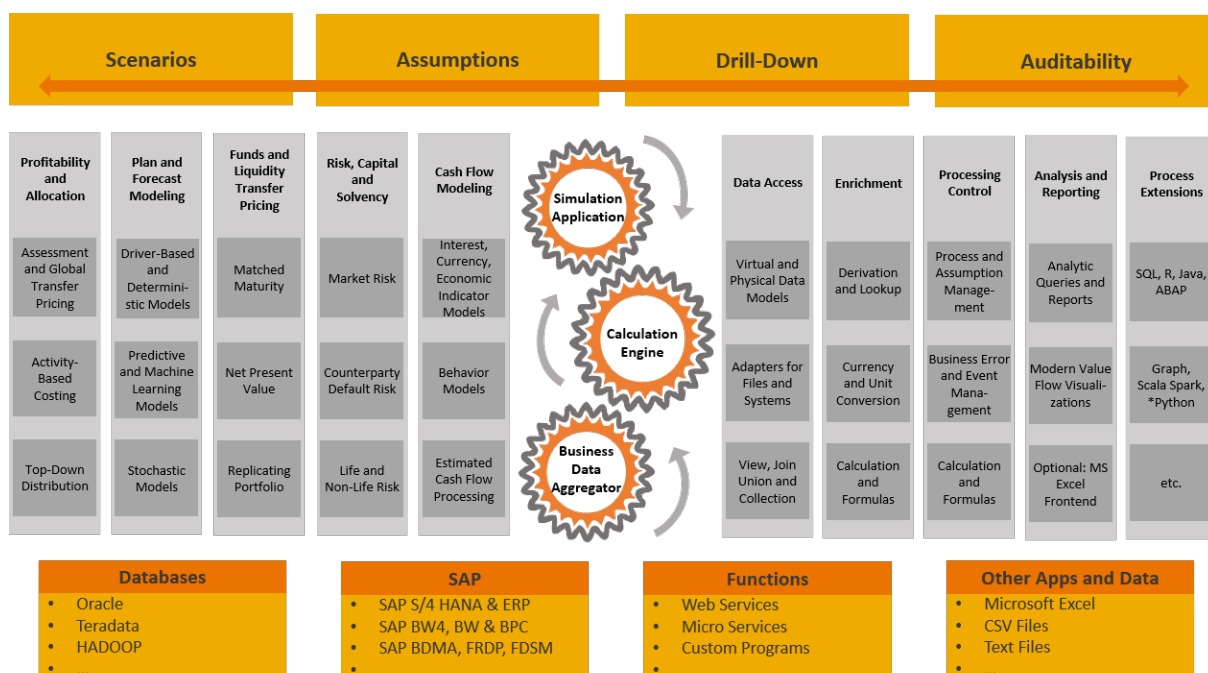 Scenarios
Assumptions
Drill-Down
Auditability
Profitability
and
Allocation
Assessment
and Global
Transfer
Pricing
Activity-
Based
Costing
Top-Down
Distribution
Plan and
Forecast
Modeling
Driver-Based
and
Determini-
stic Models
Predictive
and Machine
Learning
Models
Stochastic
Models
Funds and
Liquidity
Transfer
Pricing
Matched
Maturity
Net Present
Value
Replicating
Portfolio
Risk, Capital
and
Solvency
Market Risk
Counterparty
Default Risk
Life and
Non-Life Risk
Cash Flow
Modeling
Interest,
Currency,
Economic
Indicator
Models
Behavior
Models
Estimated
Cash Flow
Processing
Simulation
Application
Calculation
Engine
Business
Data
Aggregator
Data Access
Virtual and
Physical Data
Models
Adapters for
Files and
Systems
View, Join
Union and
Collection
Enrichment
Derivation
and Lookup
Currency
and Unit
Conversion
Calculation
and
Formulas
Processing
Control
Process and
Assumption
Manage-
ment
Business Error
and Event
Mana-
gement
Calculation
and
Formulas
Analysis and
Reporting
Analytic
Queries and
Reports
Modern Value
Flow Visuali-
zations
Optional: MS
Excel
Frontend
Process
Extensions
SQL, R, Java,
ABAP
Graph,
Scala Spark,
*Python
etc.
Databases
• Oracle
• Teradata
• HADOOP
• ...
SAP
• SAP S/4 HANA & ERP
• SAP BW4, BW & BPC
• SAP BDMA, FRDP, FDSM
•
Functions
• Web Services
• Micro Services
• Custom Programs
•
Other Apps and Data
• Microsoft Excel
• CSV Files
• Text Files
• ...